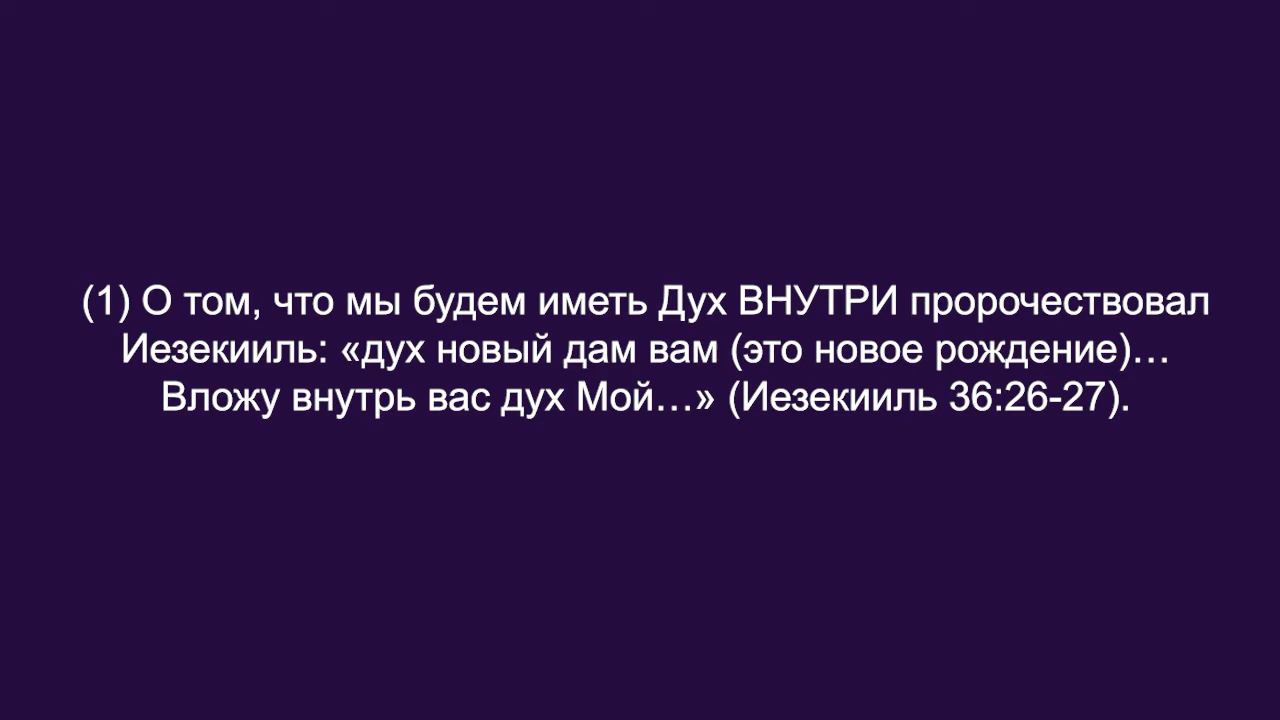 (1) О том, что мы будем иметь Дух ВНУТРИ пророчествовал
Иезекииль: «дух новый дам вам (это новое рождение)…
Вложу внутрь вас дух Мой…» (Иезекииль 36:26-27).